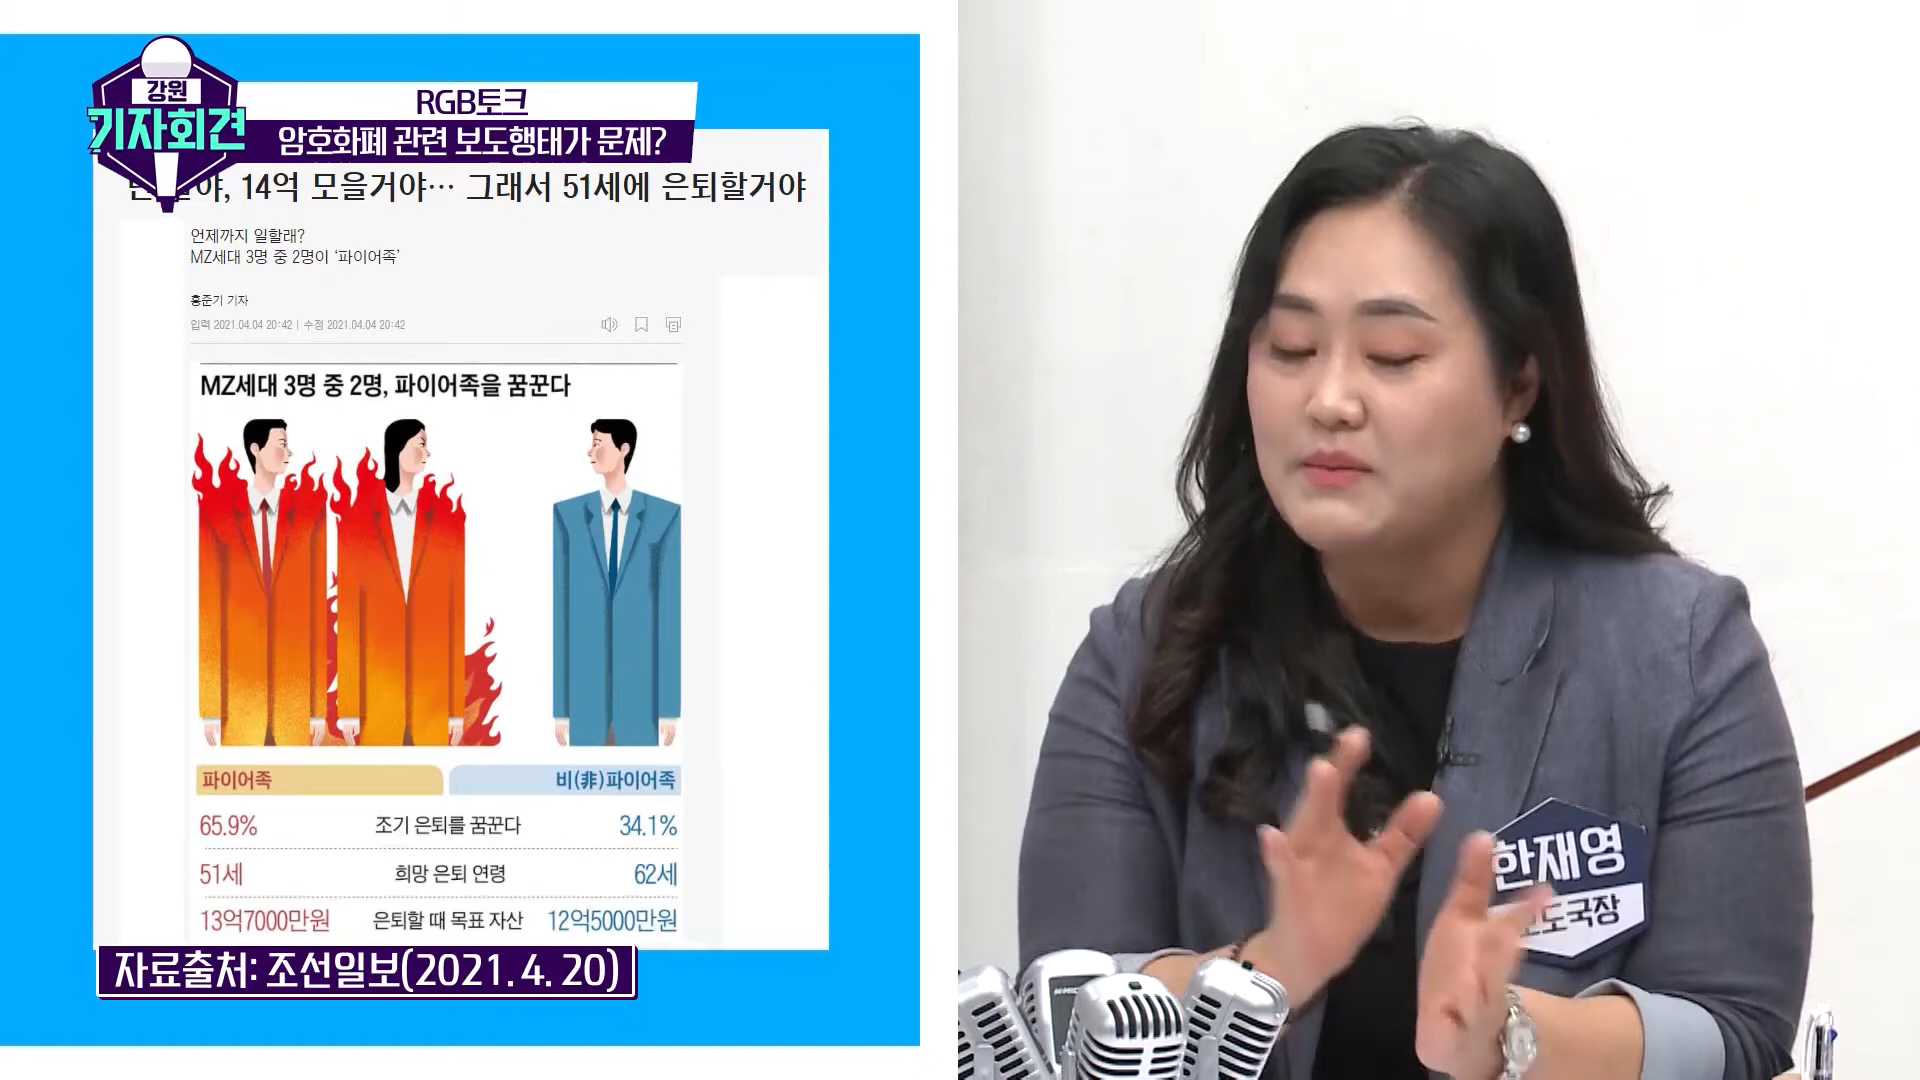 강원
기자회견
RGB토크
암호화폐 관련 보도행태가 문제?
14억 모을거야… 그래서 51세에 은퇴할거야
언제까지 일할래?
MZ세대 3명 중 2명이 ‘파이어족’
홍준기 기자
입력 2021.04.04 20:42 | 수정 2021.04.04 20:42
MZ세대 3명 중 2명, 파이어족을 꿈꾼다
파이어족 비(非)파이어족
65.9% 조기 은퇴를 꿈꾼다 34.1%
51세 희망 은퇴 연령 62세
13억7000만원 은퇴할 때 목표 자산 12억5000만원
자료출처: 조선일보(2021. 4. 20)
한재영